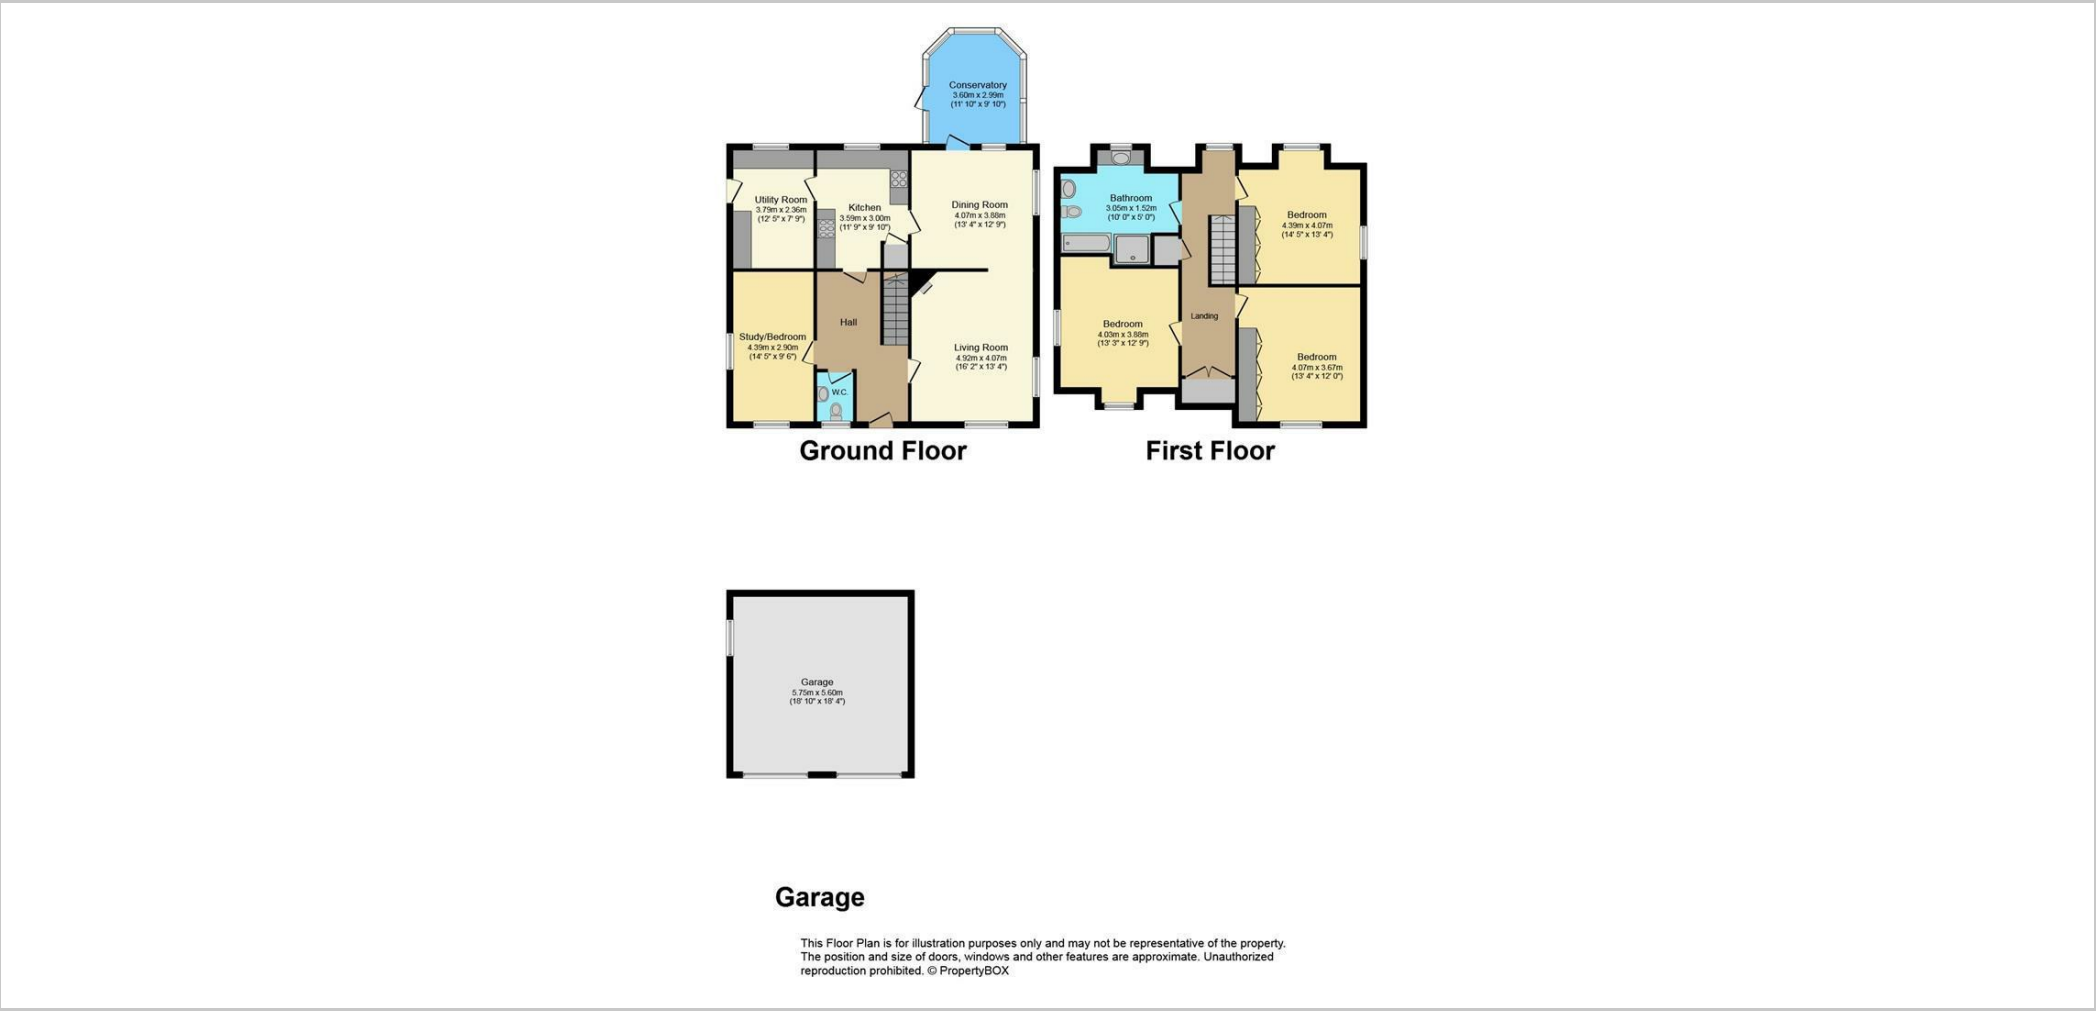 Conservatory
3.60m x 2.99m
(11' 10" x 9' 10")
Utility Room
3.79m x 2.36m
(12' 5" x 7' 9")
Kitchen
3.59m x 3.00m
(11' 9" x 9' 10")
Dining Room
4.07m x 3.88m
(13' 4" x 12' 9")
Study/Bedroom
4.39m x 2.90m
(14' 5" x 9' 6")
Hall
W.C.
Living Room
4.92m x 4.07m
(16' 2" x 13' 4")
Ground Floor
Bathroom
3.05m x 1.52m
(10' 0" x 5' 0")
Bedroom
4.39m x 4.07m
(14' 5" x 13' 4")
Bedroom
4.03m x 3.88m
(13' 3" x 12' 9")
Landing
Bedroom
4.07m x 3.67m
(13' 4" x 12' 0")
First Floor
Garage
5.75m x 5.60m
(18' 10" x 18' 4")
Garage
This Floor Plan is for illustration purposes only and may not be representative of the property.
The position and size of doors, windows and other features are approximate. Unauthorized
reproduction prohibited. © PropertyBOX